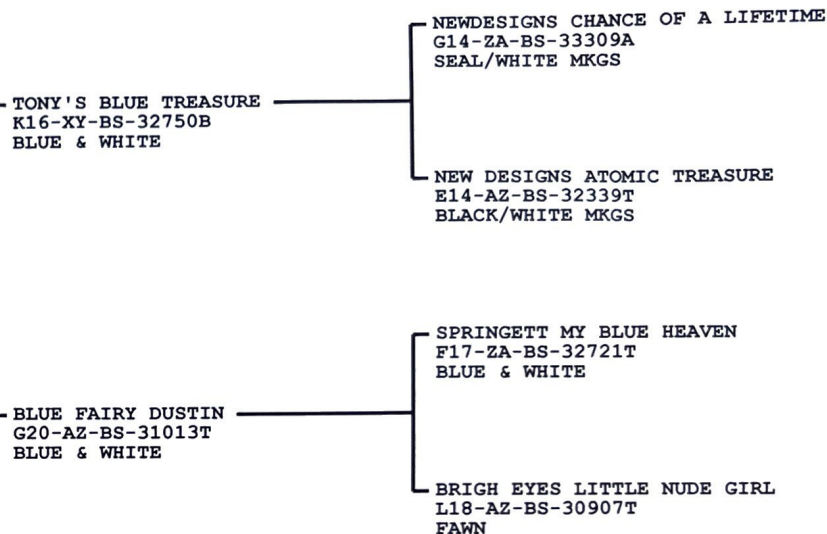 NEWDESIGNS CHANCE OF A LIFETIME
G14-ZA-BS-33309A
SEAL/WHITE MKGS
TONY'S BLUE TREASURE
K16-XY-BS-32750B
BLUE & WHITE
NEW DESIGNS ATOMIC TREASURE
E14-AZ-BS-32339T
BLACK/WHITE MKGS
SPRINGETT MY BLUE HEAVEN
F17-ZA-BS-32721T
BLUE & WHITE
BLUE FAIRY DUSTIN
G20-AZ-BS-31013T
BLUE & WHITE
BRIGH EYES LITTLE NUDE GIRL
L18-AZ-BS-30907T
FAWN